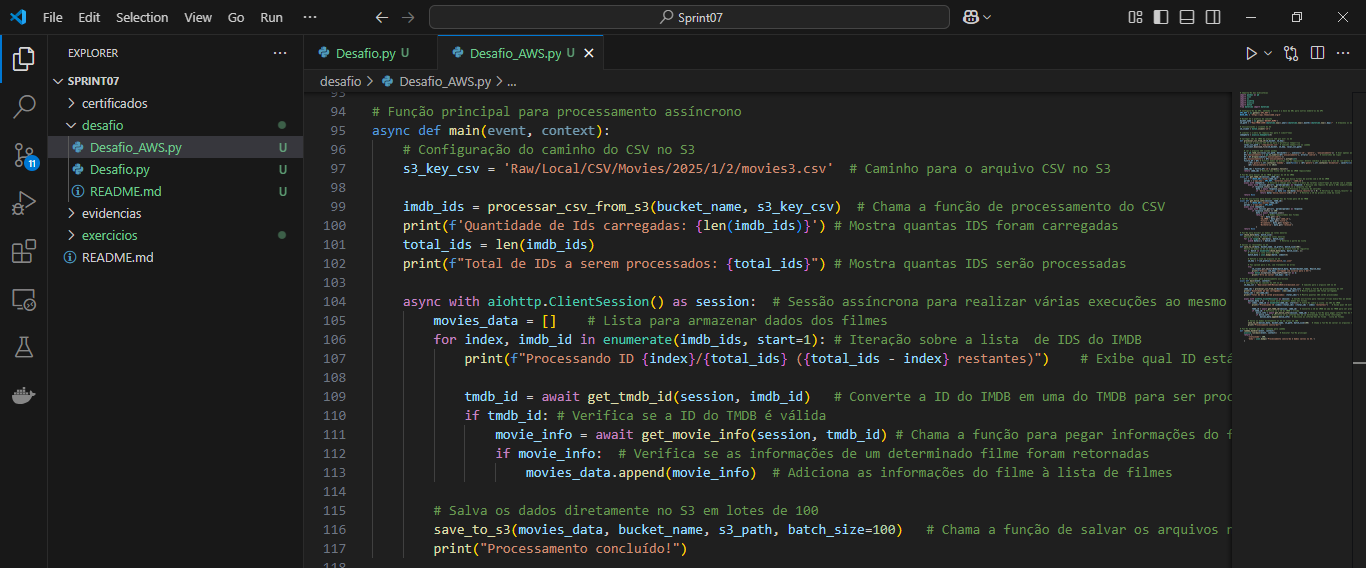 File Edit Selection View Go Run ··· Sprint07
EXPLORER ···
SPRINT07
certificados
desafio
Desafio_AWS.py U
Desafio.py U
README.md U
evidencias
exercicios
README.md
11
Desafio.py U Desafio_AWS.py U
desafio > Desafio_AWS.py > ...
93
94 # Função principal para processamento assíncrono
95 async def main(event, context):
96 # Configuração do caminho do CSV no S3
97 s3_key_csv = 'Raw/Local/CSV/Movies/2025/1/2/movies3.csv' # Caminho para o arquivo CSV no S3
98
99 imdb_ids = processar_csv_from_s3(bucket_name, s3_key_csv) # Chama a função de processamento do CSV
100 print(f'Quantidade de Ids carregadas: {len(imdb_ids)}') # Mostra quantas IDS foram carregadas
101 total_ids = len(imdb_ids)
102 print(f"Total de IDs a serem processados: {total_ids}") # Mostra quantas IDS serão processadas
103
104 async with aiohttp.ClientSession() as session: # Sessão assíncrona para realizar várias execuções ao mesmo
105 movies_data = [] # Lista para armazenar dados dos filmes
106 for index, imdb_id in enumerate(imdb_ids, start=1): # Iteração sobre a lista de IDS do IMDB
107 print(f"Processando ID {index}/{total_ids} ({total_ids - index} restantes)") # Exibe qual ID está
108
109 tmdb_id = await get_tmdb_id(session, imdb_id) # Converte a ID do IMDB em uma do TMDB para ser proc
110 if tmdb_id: # Verifica se a ID do TMDB é válida
111 movie_info = await get_movie_info(session, tmdb_id) # Chama a função para pegar informações do f
112 if movie_info: # Verifica se as informações de um determinado filme foram retornadas
113 movies_data.append(movie_info) # Adiciona as informações do filme à lista de filmes
114
115 # Salva os dados diretamente no S3 em lotes de 100
116 save_to_s3(movies_data, bucket_name, s3_path, batch_size=100) # Chama a função de salvar os arquivos n
117 print("Processamento concluído!")
118